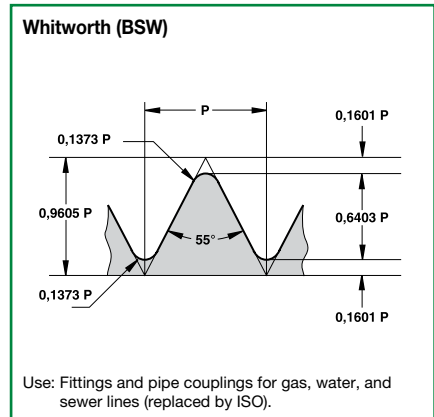 Whitworth (BSW)
P
0,1601 P
0,1373 P
0,9605 P
0,6403 P
55°
0,1373 P
0,1601 P
Use: Fittings and pipe couplings for gas, water, and
sewer lines (replaced by ISO).